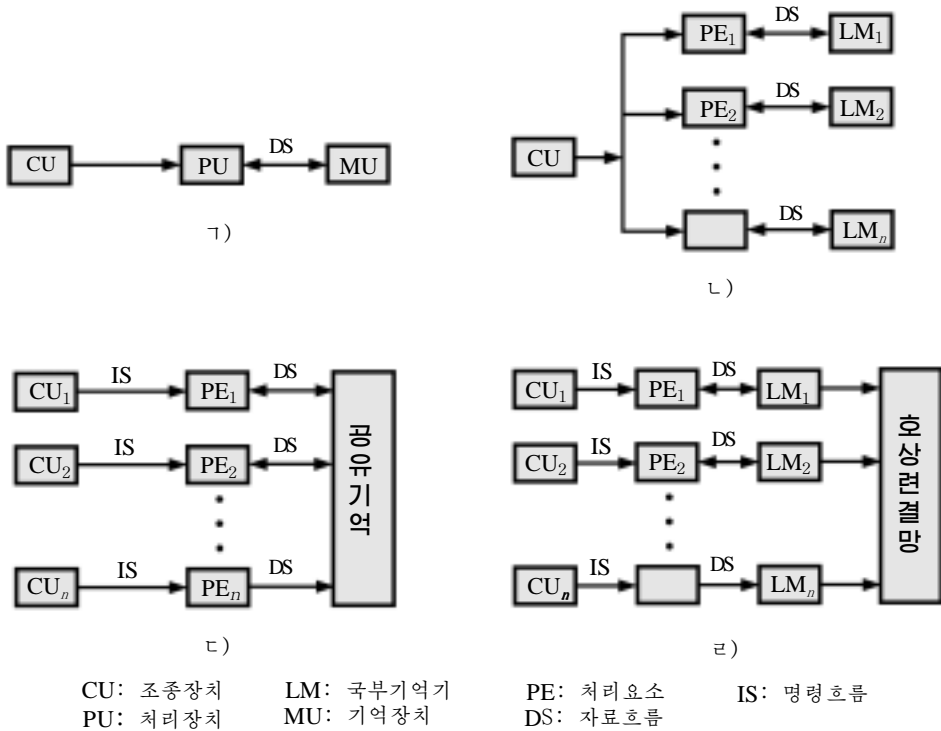 CU PU DS MU
ㄱ)
PE₁ DS LM₁
PE₂ DS LM₂
CU
DS LMₙ
ㄴ)
CU₁ IS PE₁ DS
CU₂ IS PE₂ DS
CUₙ IS PEₙ DS
공유기억
ㄷ)
CU₁ IS PE₁ DS LM₁
CU₂ IS PE₂ DS LM₂
CUₙ IS DS LMₙ
호상련결망
ㄹ)
CU: 조종장치 LM: 국부기억기 PE: 처리요소 IS: 명령흐름
PU: 처리장치 MU: 기억장치 DS: 자료흐름